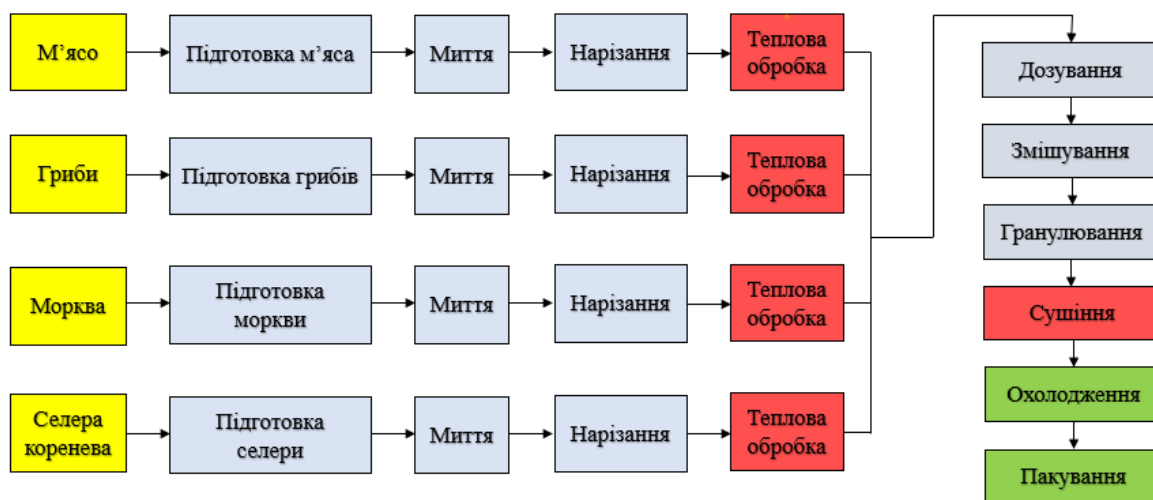 М’ясо
Підготовка м’яса
Миття
Нарізання
Теплова
обробка
Гриби
Підготовка грибів
Миття
Нарізання
Теплова
обробка
Морква
Підготовка
моркви
Миття
Нарізання
Теплова
обробка
Селера
коренева
Підготовка
селери
Миття
Нарізання
Теплова
обробка
Дозування
Змішування
Гранулювання
Сушіння
Охолодження
Пакування